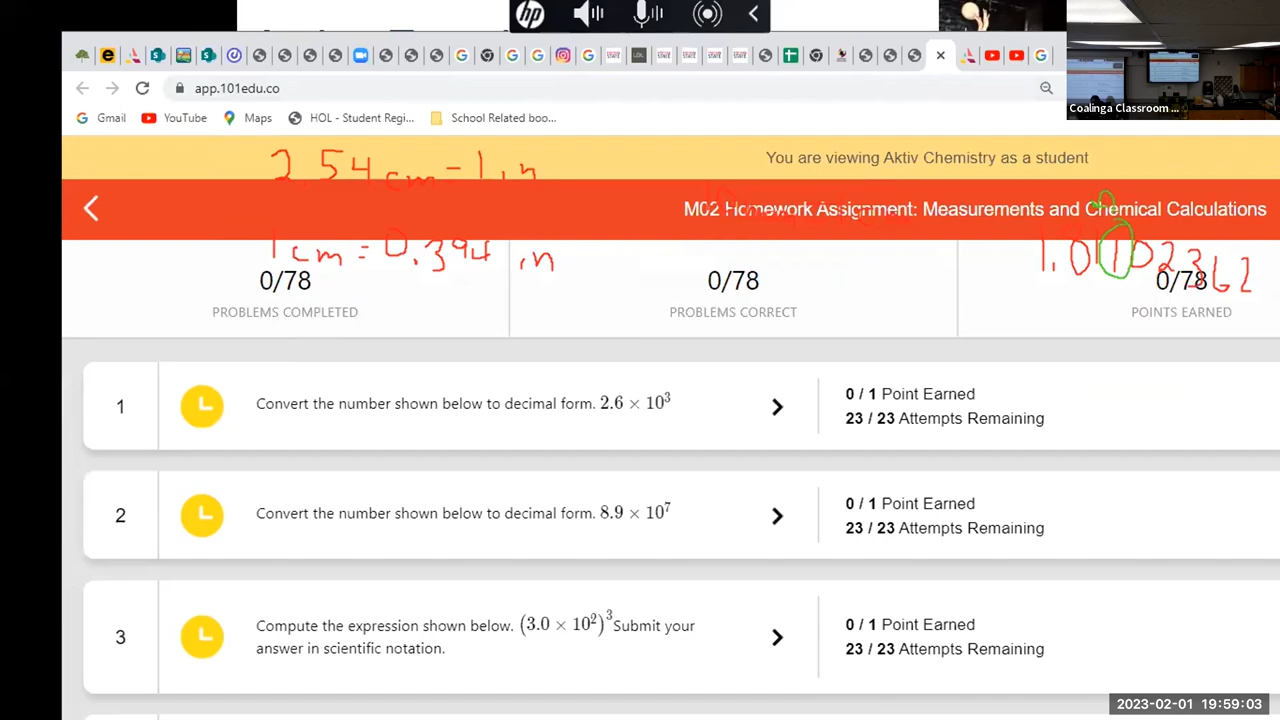 Coalinga Classroom ...
app.101edu.co
Gmail YouTube Maps HOL - Student Regi... School Related boo...
You are viewing Aktiv Chemistry as a student
2.54 cm = 1 in
M02 Homework Assignment: Measurements and Chemical Calculations
1 cm = 0.394 in
1.81102362
0/78 0/78 0/78
PROBLEMS COMPLETED PROBLEMS CORRECT POINTS EARNED
1 Convert the number shown below to decimal form. 2.6 × 10³ 0 / 1 Point Earned
23 / 23 Attempts Remaining
2 Convert the number shown below to decimal form. 8.9 × 10⁷ 0 / 1 Point Earned
23 / 23 Attempts Remaining
3 Compute the expression shown below. (3.0 × 10²)³ Submit your 0 / 1 Point Earned
answer in scientific notation. 23 / 23 Attempts Remaining
2023-02-01 19:59:03